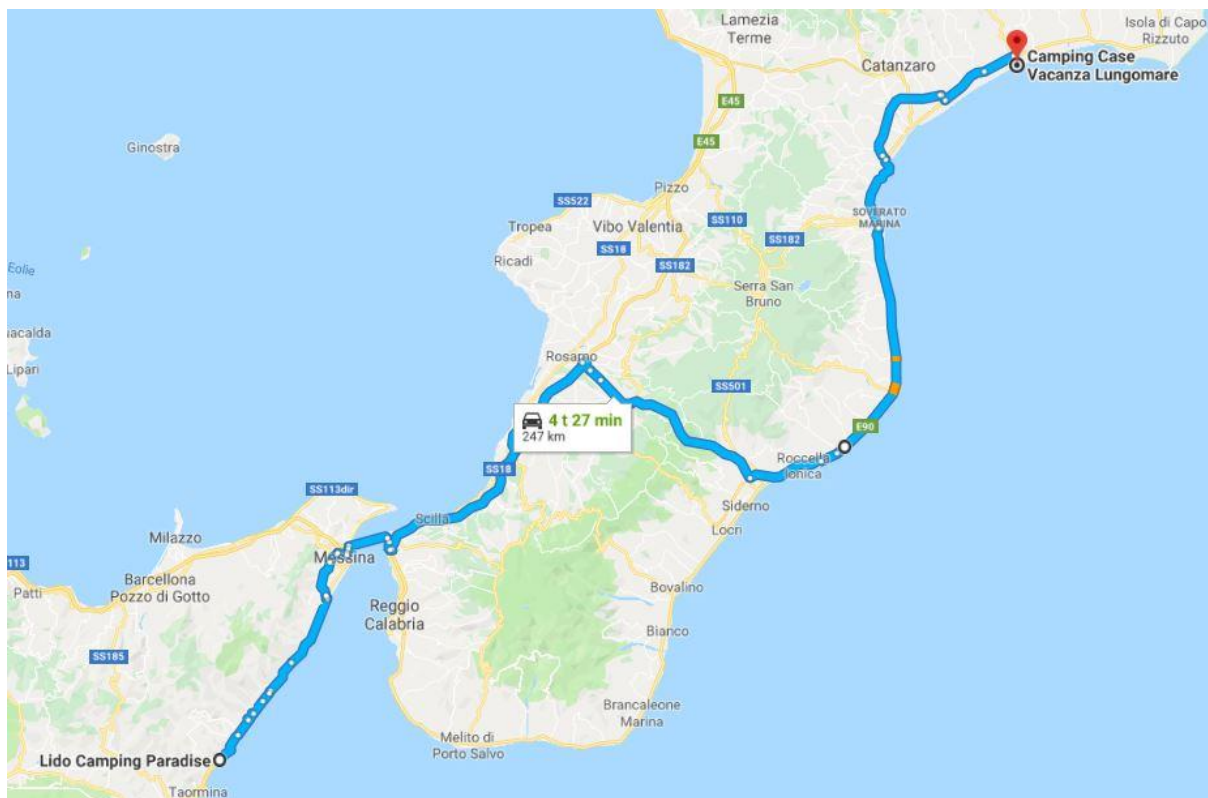 Lamezia
Terme
Isola di Capo
Rizzuto
Catanzaro
Camping Case
Vacanza Lungomare
E45
Ginostra
E45
Pizzo
SS522
Tropea
Vibo Valentia
SS110
SOVERATO
MARINA
SS18
SS182
Ricadi
SS182
Eolie
na
Serra San
Bruno
acalda
Rosarno
Lipari
SS501
4 t 27 min
247 km
E90
Roccella
Ionica
SS18
SS113dir
Siderno
Scilla
Locri
Milazzo
Messina
113
Patti
Barcellona
Pozzo di Gotto
Bovalino
Reggio
Calabria
Bianco
SS185
Brancaleone
Marina
Melito di
Porto Salvo
Lido Camping Paradise
Taormina